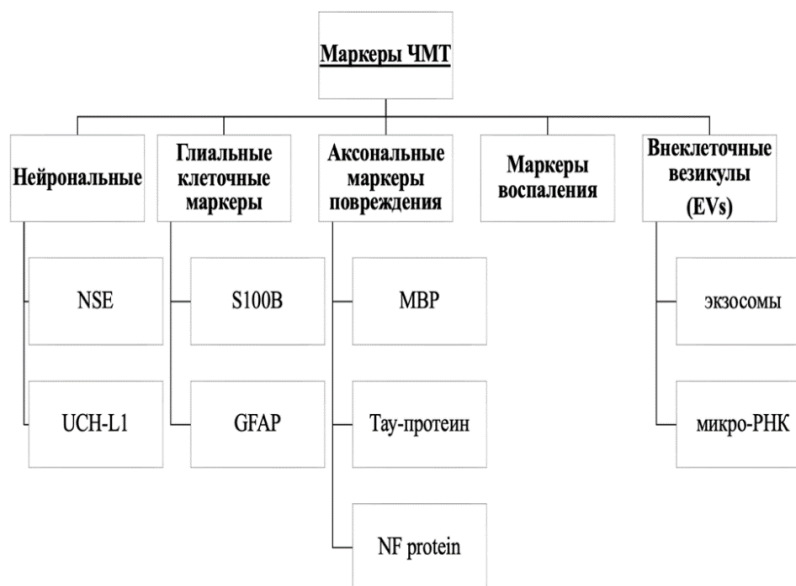 Маркеры ЧМТ
Нейрональные
Глиальные
клеточные
маркеры
Аксональные
маркеры
повреждения
Маркеры
воспаления
Внеклеточные
везикулы
(EVs)
NSE
S100B
MBP
экзосомы
UCH-L1
GFAP
Тау-протеин
микро-РНК
NF protein